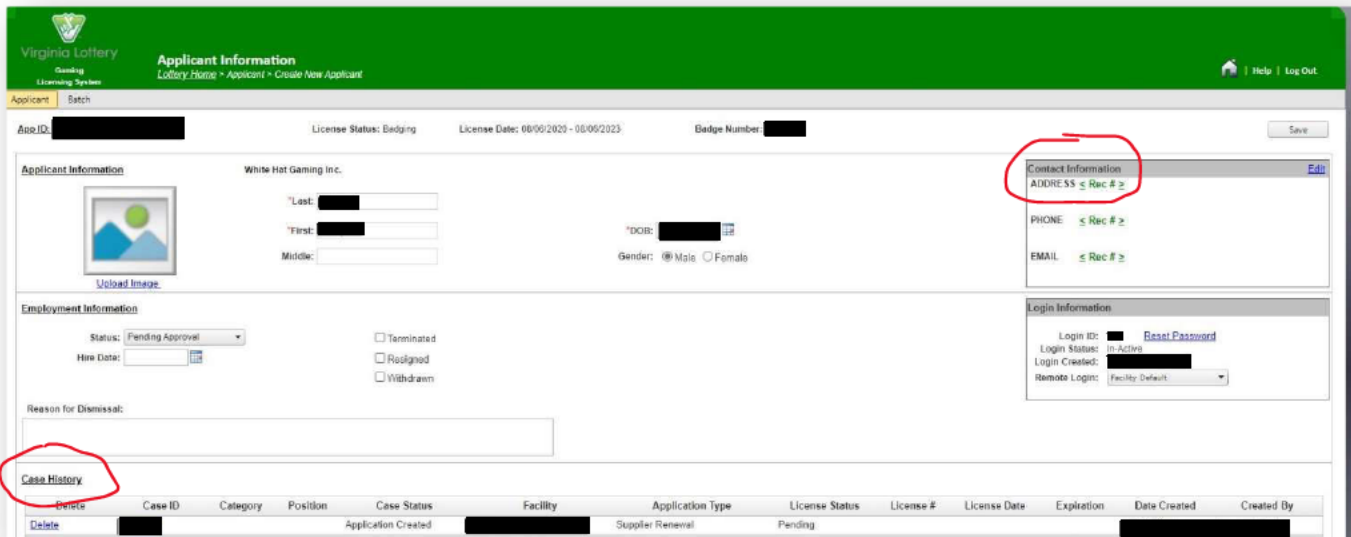 Virginia Lottery
Gaming
Licensing System
Applicant Information
Lottery Home > Applicant > Create New Applicant
Help | Log Out
Applicant Batch
App ID:
License Status: Badging
License Date: 08/06/2020 - 08/06/2023
Badge Number:
Save
Applicant Information
White Hat Gaming Inc.
*Last:
*First:
Middle:
Upload Image
*DOB:
Gender: Male Female
Contact Information Edit
ADDRESS < Rec # >
PHONE < Rec # >
EMAIL < Rec # >
Employment Information
Status: Pending Approval
Hire Date:
Terminated
Resigned
Withdrawn
Reason for Dismissal:
Login Information
Login ID: Reset Password
Login Status: In-Active
Login Created:
Remote Login: Facility Default
Case History
Delete Case ID Category Position Case Status Facility Application Type License Status License # License Date Expiration Date Created Created By
Delete Application Created Supplier Renewal Pending